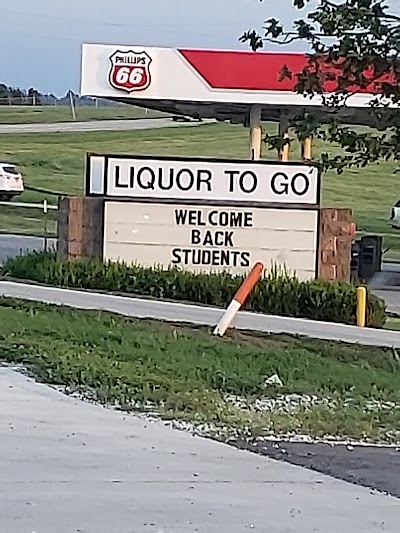 PHILLIPS
66
LIQUOR TO GO
WELCOME
BACK
STUDENTS